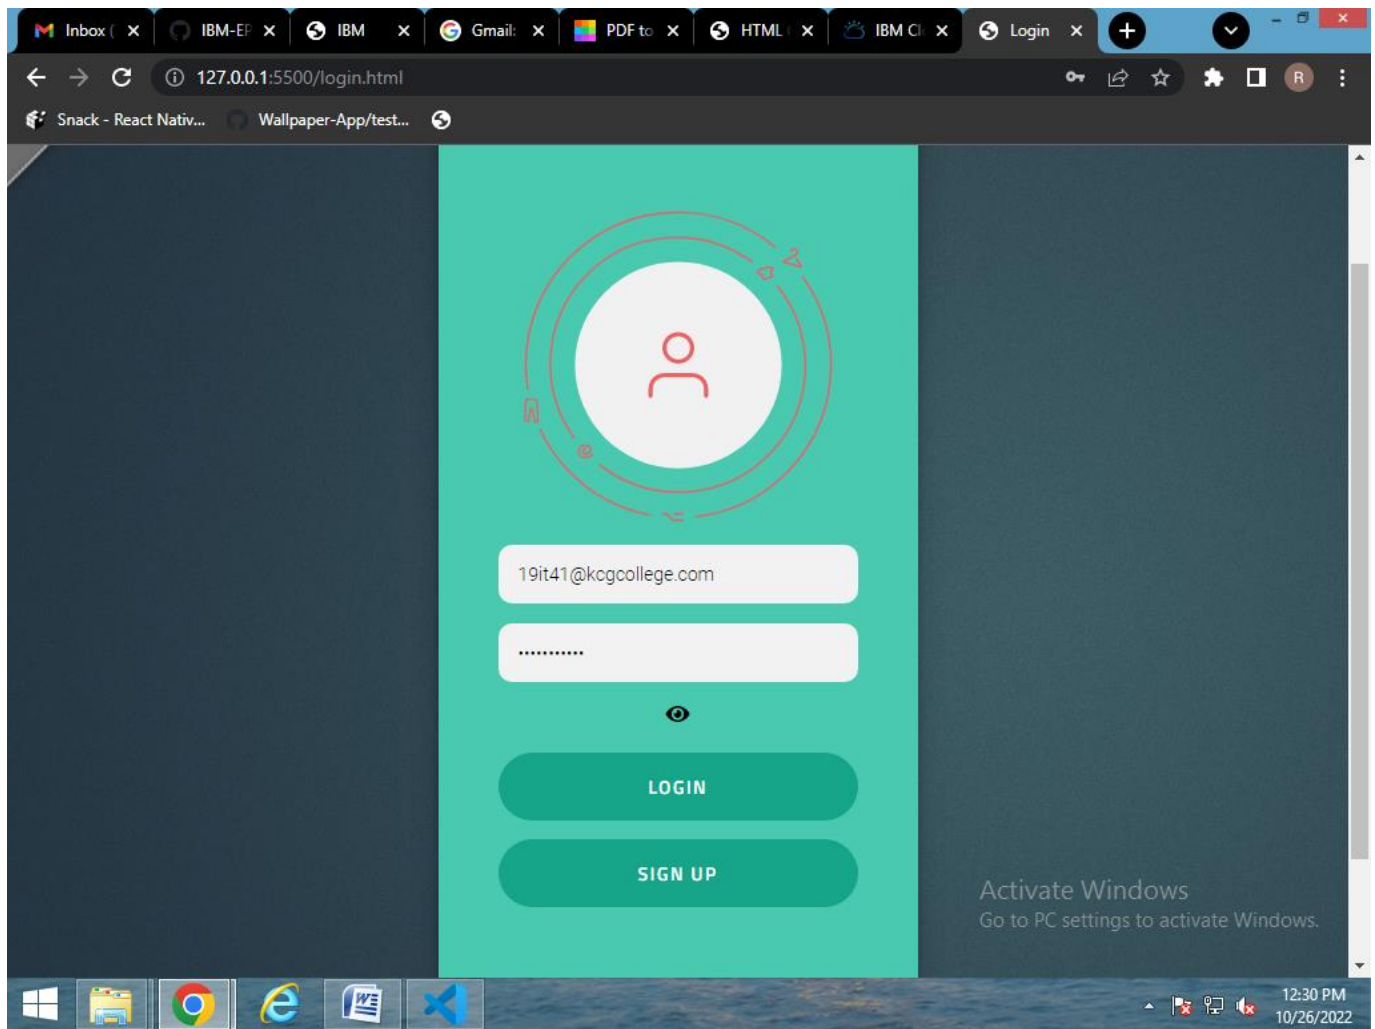 Inbox (
IBM-EP
IBM
Gmail:
PDF to
HTML (
IBM Cl
Login
127.0.0.1:5500/login.html
R
Snack - React Nativ...
Wallpaper-App/test...
19it41@kcgcollege.com
•••••••••••
LOGIN
SIGN UP
Activate Windows
Go to PC settings to activate Windows.
12:30 PM
10/26/2022